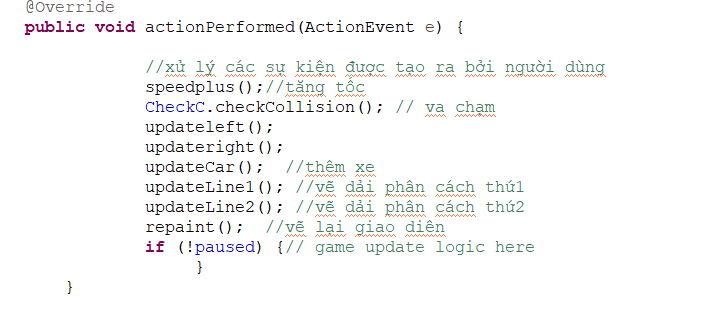 @Override
public void actionPerformed(ActionEvent e) {
//xử lý các sự kiện được tạo ra bởi người dùng
speedplus();//tăng tốc
CheckC.checkCollision(); // va chạm
updateleft();
updateright();
updateCar();  //thêm xe
updateLine1(); //vẽ dải phân cách thứ1
updateLine2(); //vẽ dải phân cách thứ2
repaint();  //vẽ lại giao diên
if (!paused) {// game update logic here
}
}